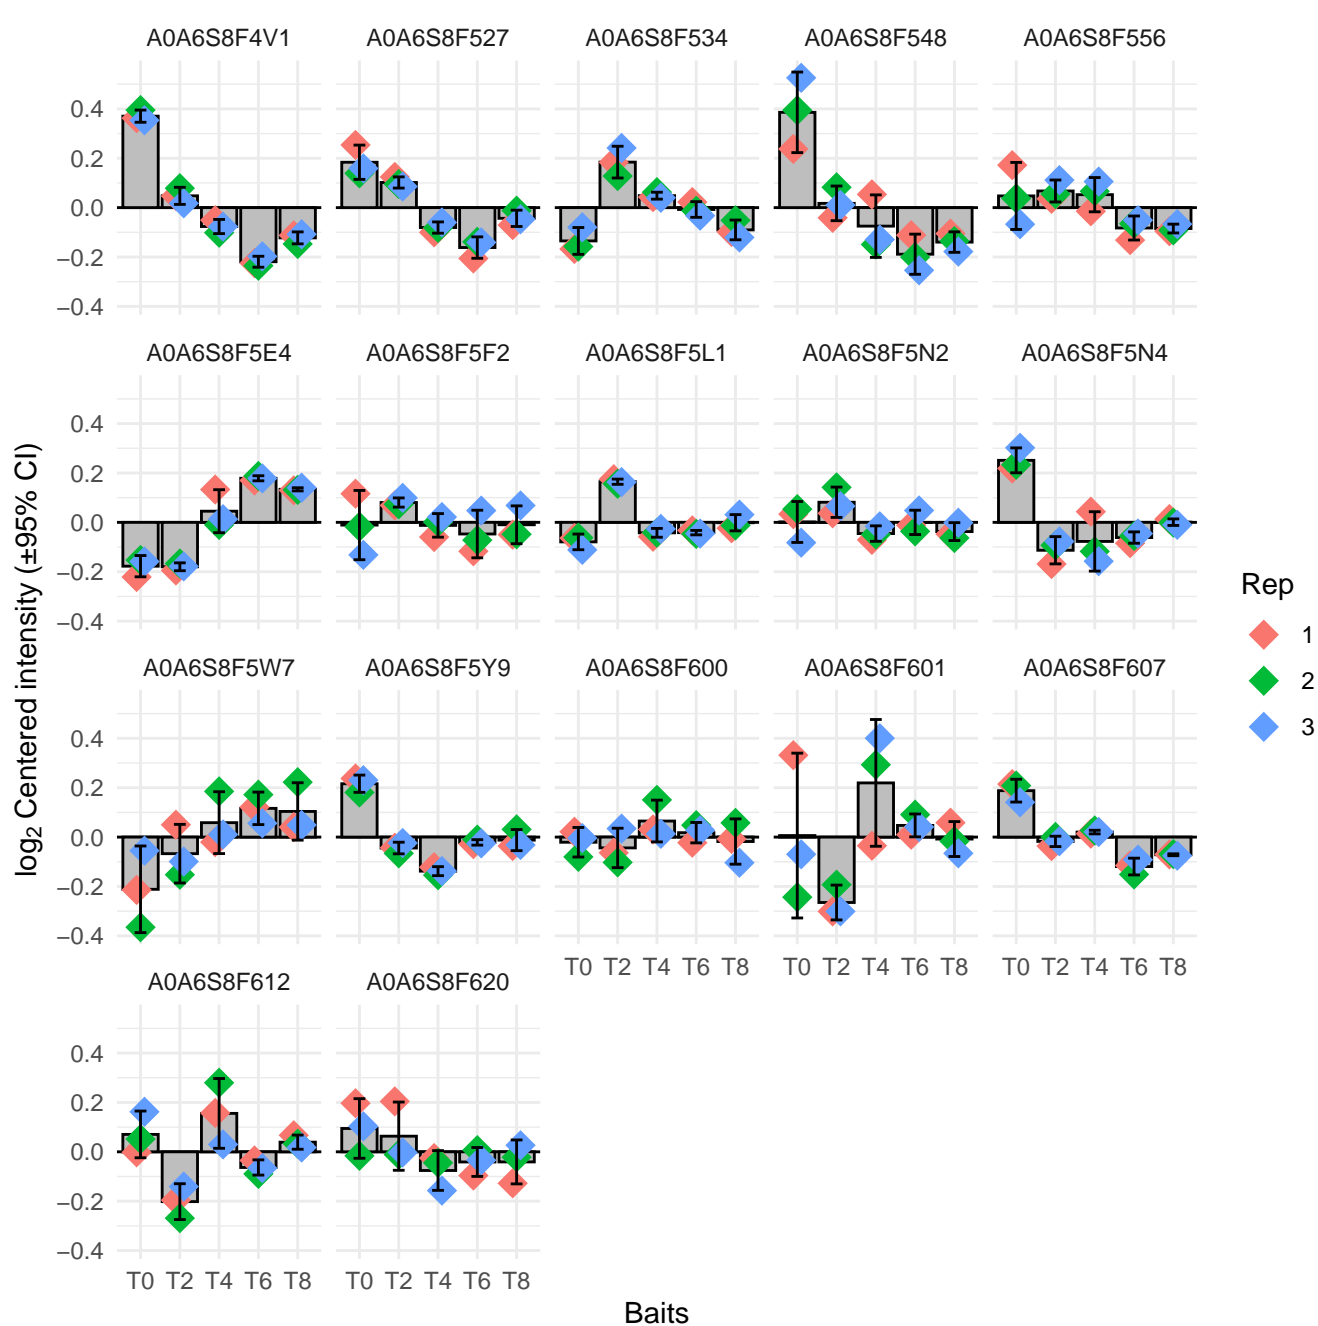 A0A6S8F4V1 A0A6S8F527 A0A6S8F534 A0A6S8F548 A0A6S8F556
0.4
0.2
0.0
−0.2
−0.4
A0A6S8F5E4 A0A6S8F5F2 A0A6S8F5L1 A0A6S8F5N2 A0A6S8F5N4
0.4
0.2
0.0
−0.2
−0.4
A0A6S8F5W7 A0A6S8F5Y9 A0A6S8F600 A0A6S8F601 A0A6S8F607
0.4
0.2
0.0
−0.2
−0.4
T0 T2 T4 T6 T8 T0 T2 T4 T6 T8 T0 T2 T4 T6 T8
A0A6S8F612 A0A6S8F620
0.4
0.2
0.0
−0.2
−0.4
T0 T2 T4 T6 T8 T0 T2 T4 T6 T8
Baits
log2 Centered intensity (±95% CI)
Rep
1
2
3